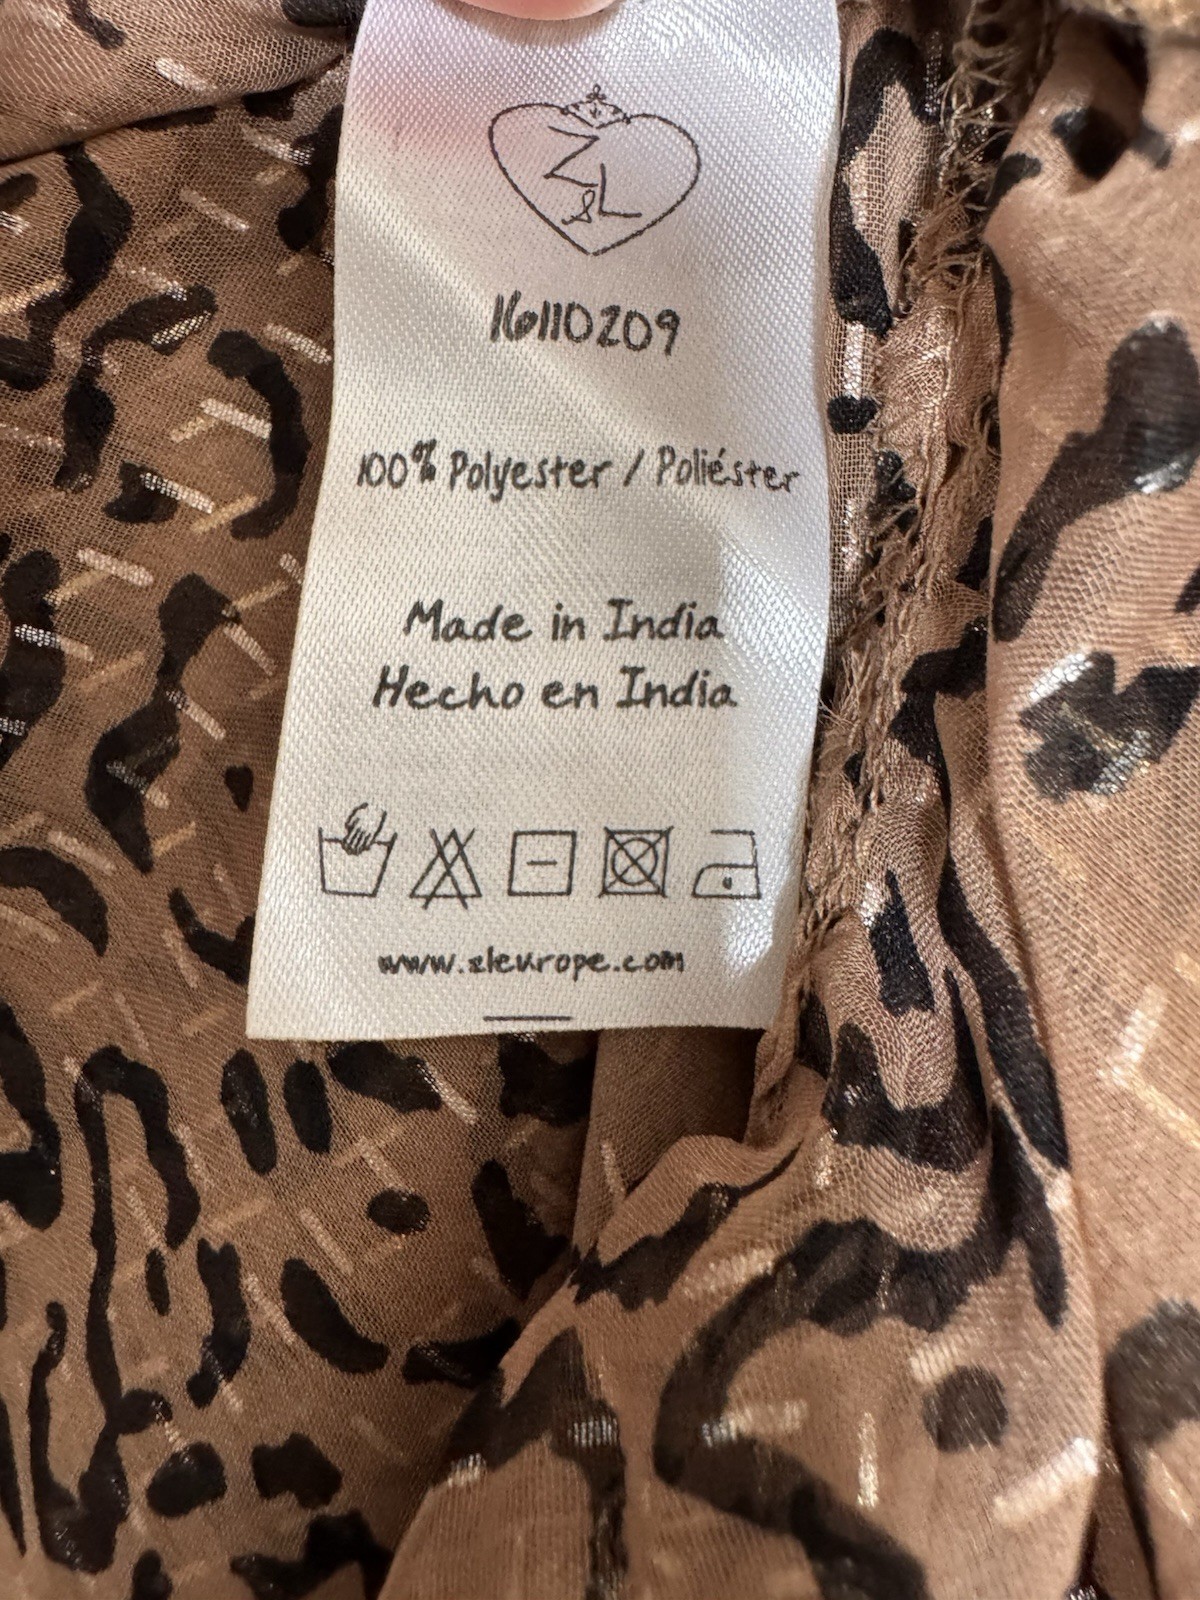 Z&L
16110209
100% Polyester / Poliéster
Made in India
Hecho en India
www.zleurope.com